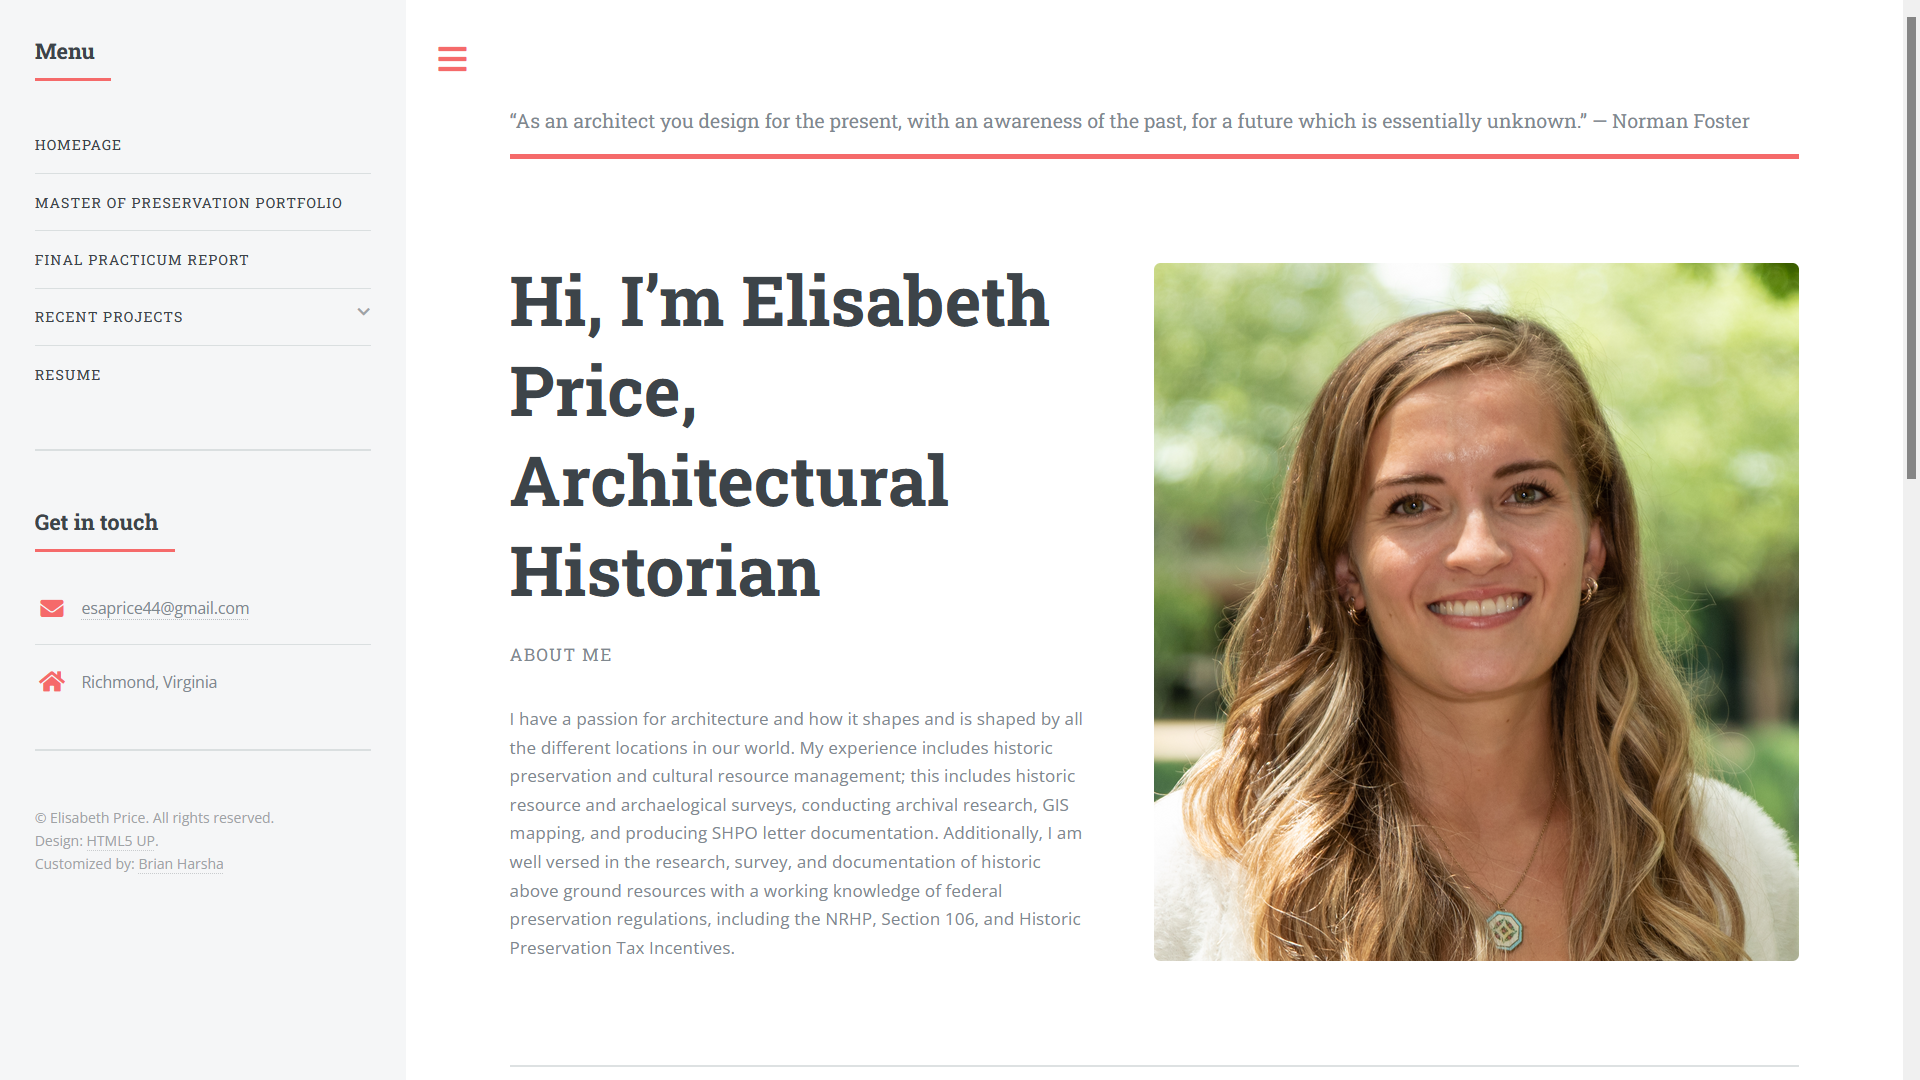 Menu
HOMEPAGE
MASTER OF PRESERVATION PORTFOLIO
FINAL PRACTICUM REPORT
RECENT PROJECTS
RESUME
Get in touch
esaprice44@gmail.com
Richmond, Virginia
© Elisabeth Price. All rights reserved.
Design: HTML5 UP.
Customized by: Brian Harsha
“As an architect you design for the present, with an awareness of the past, for a future which is essentially unknown.” — Norman Foster
Hi, I’m Elisabeth
Price,
Architectural
Historian
ABOUT ME
I have a passion for architecture and how it shapes and is shaped by all
the different locations in our world. My experience includes historic
preservation and cultural resource management; this includes historic
resource and archaelogical surveys, conducting archival research, GIS
mapping, and producing SHPO letter documentation. Additionally, I am
well versed in the research, survey, and documentation of historic
above ground resources with a working knowledge of federal
preservation regulations, including the NRHP, Section 106, and Historic
Preservation Tax Incentives.